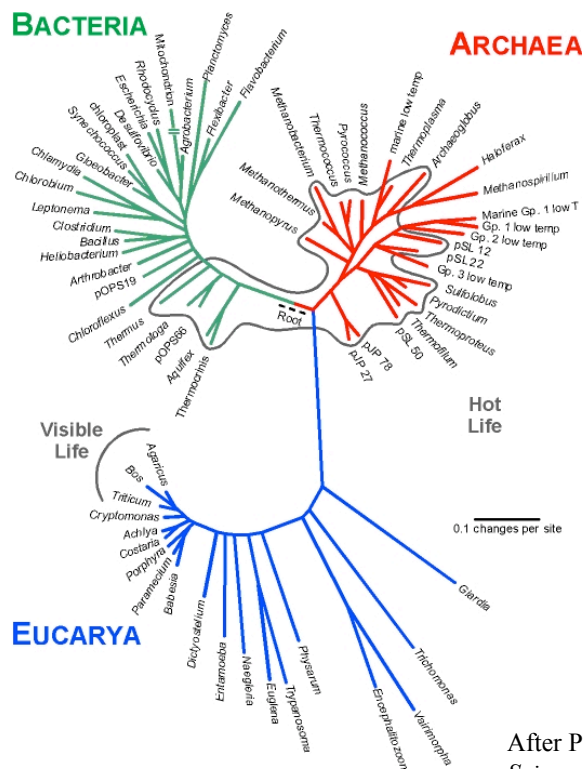 BACTERIA
ARCHAEA
Planctomyces
Flavobacterium
Mitochondrion
Rhodocydus
Escherichia
Desulfovibrio
Agrobacterium
Flexibacter
chloroplast
Synechococcus
Gloeobacter
Chlamydia
Chlorobium
Leptonema
Clostridium
Bacillus
Heliobacterium
Arthrobacter
pOPS19
Chloroflexus
Thermus
Thermotoga
pOPS66
Aquifex
Thermocrinis
Root
Methanopyrus
Methanothermus
Methanobacterium
Thermococcus
Pyrococcus
Methanococcus
marine low temp
Thermoplasma
Archaeoglobus
Haloferax
Methanospirillum
Marine Gp. 1 low T
Gp. 1 low temp
Gp. 2 low temp
pSL 12
pSL 22
Gp. 3 low temp
Sulfolobus
Pyrodictium
Thermoproteus
Thermofilum
pSL 50
pJP 78
pJP 27
Hot
Life
Visible
Life
Agaricus
Bos
Triticum
Cryptomonas
Achlya
Costaria
Porphyra
Paramecium
Babesia
Dictyostelium
Entamoeba
Naegleria
Euglena
Trypanosoma
Physarum
Encephalitozoon
Vairimorpha
Trichomonas
Giardia
0.1 changes per site
EUCARYA
After P